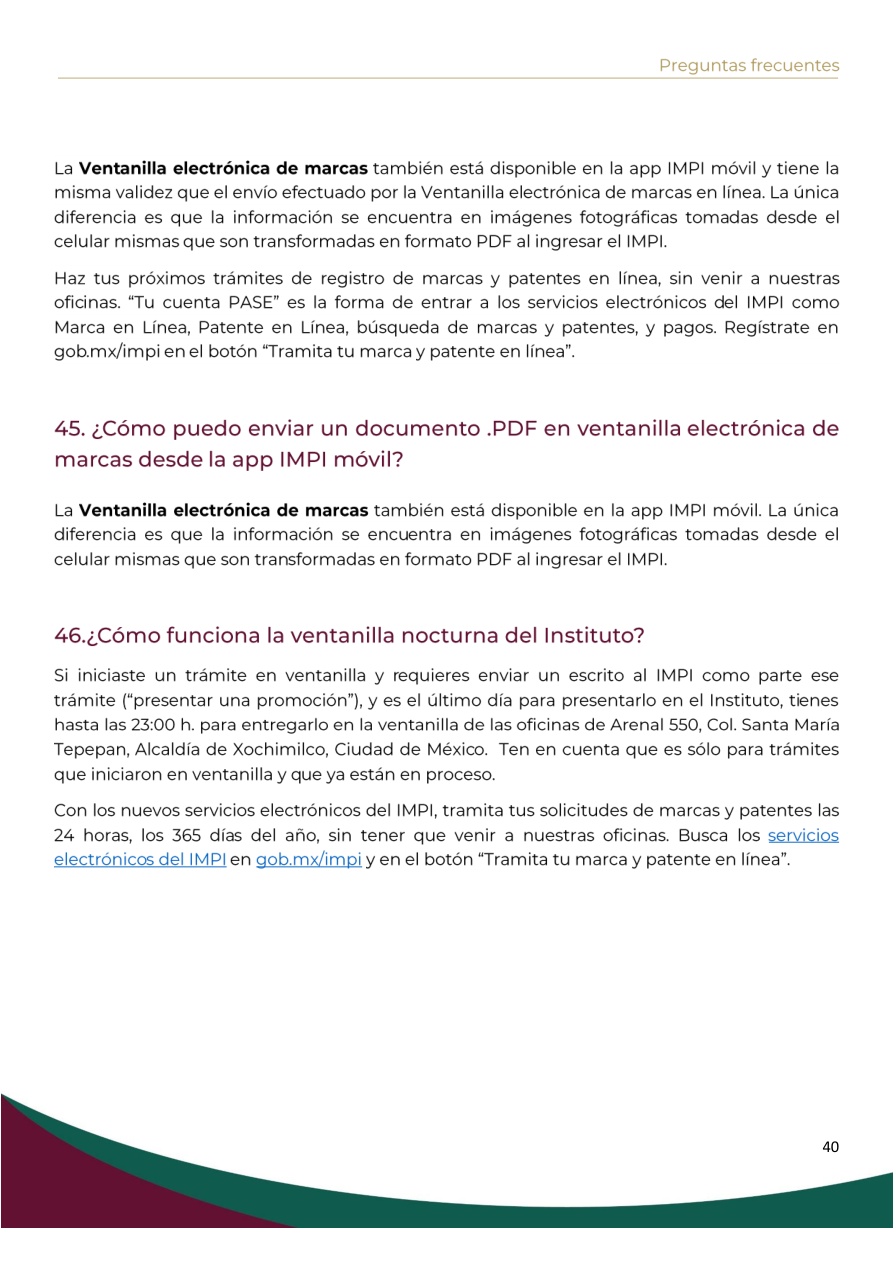 Preguntas frecuentes
La Ventanilla electrónica de marcas también está disponible en la app IMPI móvil y tiene la
misma validez que el envío efectuado por la Ventanilla electrónica de marcas en línea. La única
diferencia es que la información se encuentra en imágenes fotográficas tomadas desde el
celular mismas que son transformadas en formato PDF al ingresar el IMPI.
Haz tus próximos trámites de registro de marcas y patentes en línea, sin venir a nuestras
oficinas. “Tu cuenta PASE” es la forma de entrar a los servicios electrónicos del IMPI como
Marca en Línea, Patente en Línea, búsqueda de marcas y patentes, y pagos. Regístrate en
gob.mx/impi en el botón “Tramita tu marca y patente en línea”.
45. ¿Cómo puedo enviar un documento .PDF en ventanilla electrónica de
marcas desde la app IMPI móvil?
La Ventanilla electrónica de marcas también está disponible en la app IMPI móvil. La única
diferencia es que la información se encuentra en imágenes fotográficas tomadas desde el
celular mismas que son transformadas en formato PDF al ingresar el IMPI.
46.¿Cómo funciona la ventanilla nocturna del Instituto?
Si iniciaste un trámite en ventanilla y requieres enviar un escrito al IMPI como parte ese
trámite (“presentar una promoción”), y es el último día para presentarlo en el Instituto, tienes
hasta las 23:00 h. para entregarlo en la ventanilla de las oficinas de Arenal 550, Col. Santa María
Tepepan, Alcaldía de Xochimilco, Ciudad de México. Ten en cuenta que es sólo para trámites
que iniciaron en ventanilla y que ya están en proceso.
Con los nuevos servicios electrónicos del IMPI, tramita tus solicitudes de marcas y patentes las
24 horas, los 365 días del año, sin tener que venir a nuestras oficinas. Busca los servicios
electrónicos del IMPI en gob.mx/impi y en el botón “Tramita tu marca y patente en línea”.
40